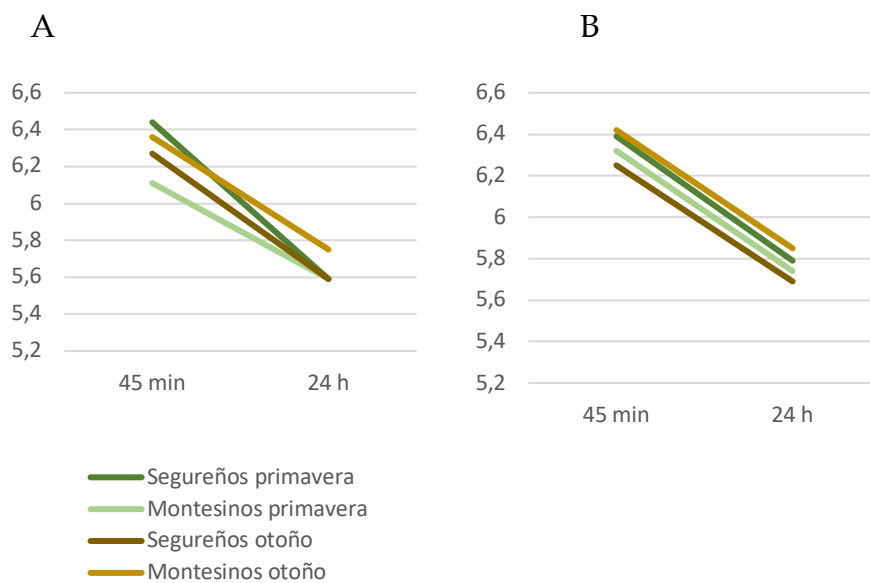 A
6,6
6,4
6,2
6
5,8
5,6
5,4
5,2
45 min 24 h
B
6,6
6,4
6,2
6
5,8
5,6
5,4
5,2
45 min 24 h
Segureños primavera
Montesinos primavera
Segureños otoño
Montesinos otoño